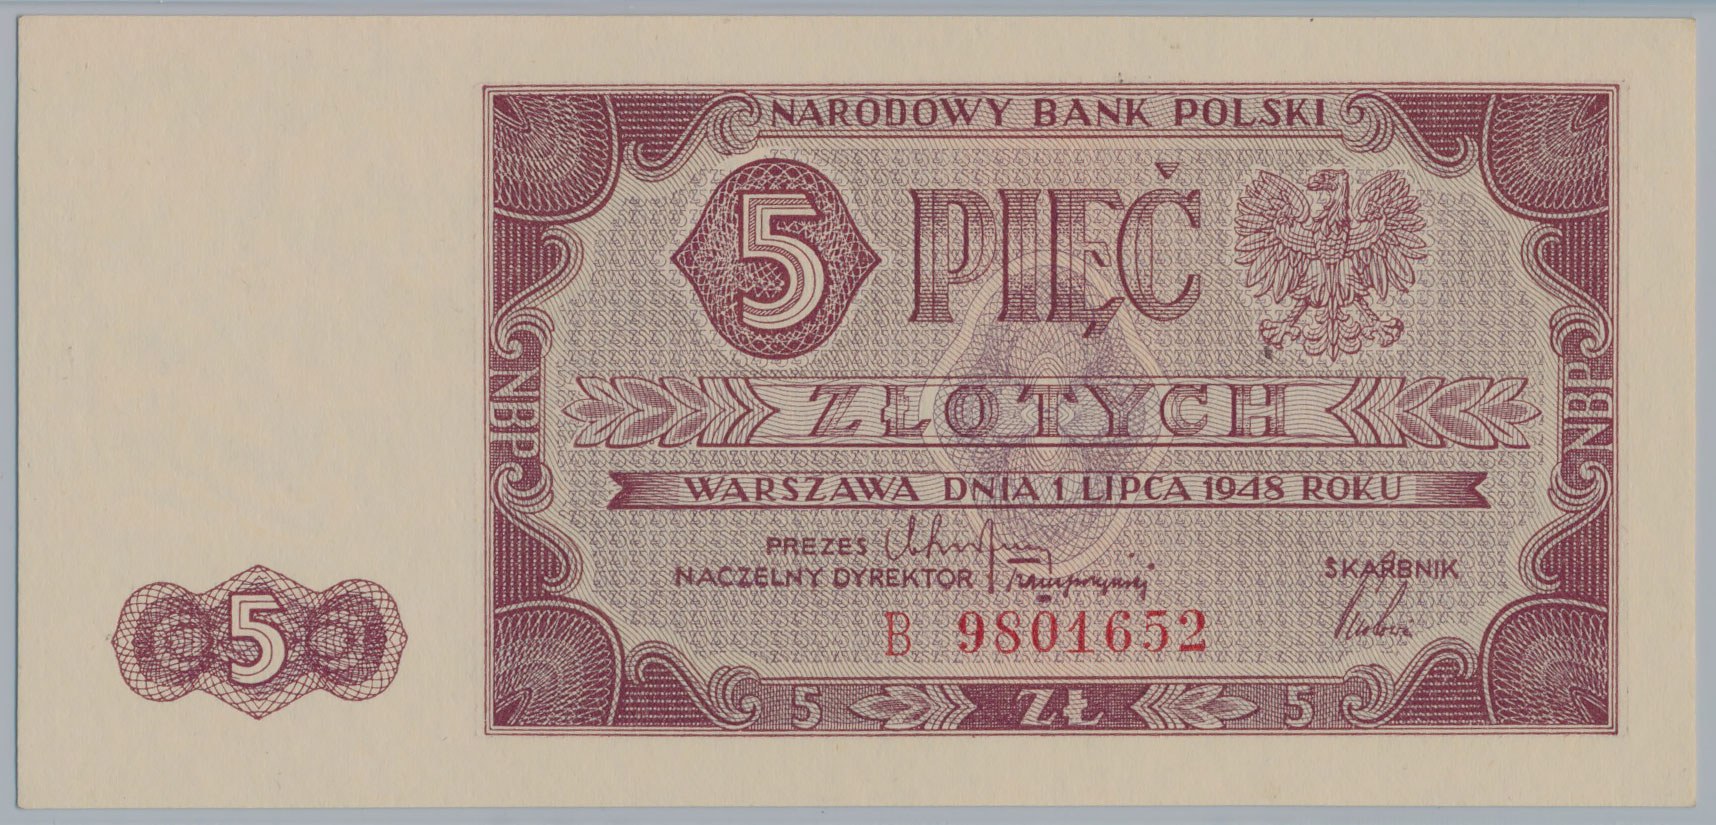 NARODOWY BANK POLSKI
5 PIĘĆ
ZŁOTYCH
NBP NBP
WARSZAWA DNIA 1 LIPCA 1948 ROKU
PREZES
NACZELNY DYREKTOR
SKARBNIK
B 9801652
5
5 ZŁ 5